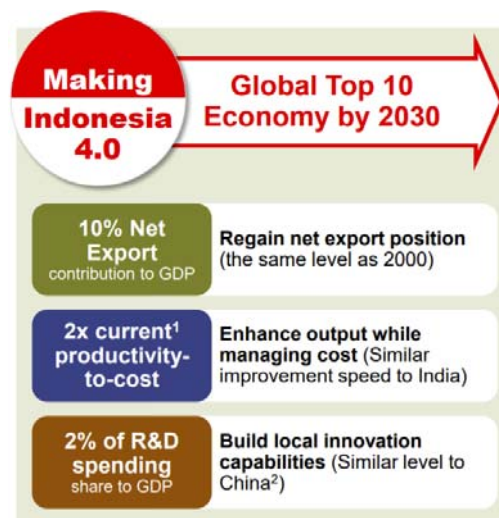 Making
Indonesia
4.0
Global Top 10
Economy by 2030
10% Net
Export
contribution to GDP
Regain net export position
(the same level as 2000)
2x current¹
productivity-
to-cost
Enhance output while
managing cost (Similar
improvement speed to India)
2% of R&D
spending
share to GDP
Build local innovation
capabilities (Similar level to
China²)